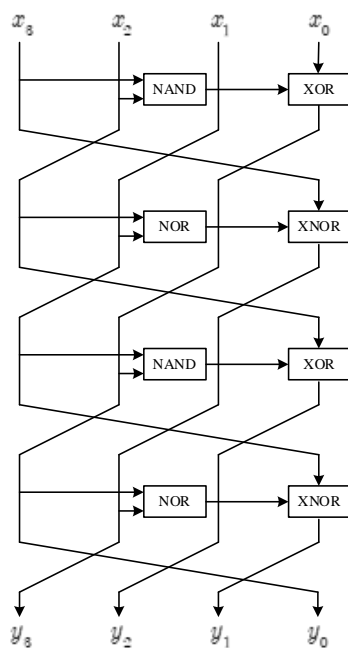 x₃ x₂ x₁ x₀
NAND XOR
NOR XNOR
NAND XOR
NOR XNOR
y₃ y₂ y₁ y₀